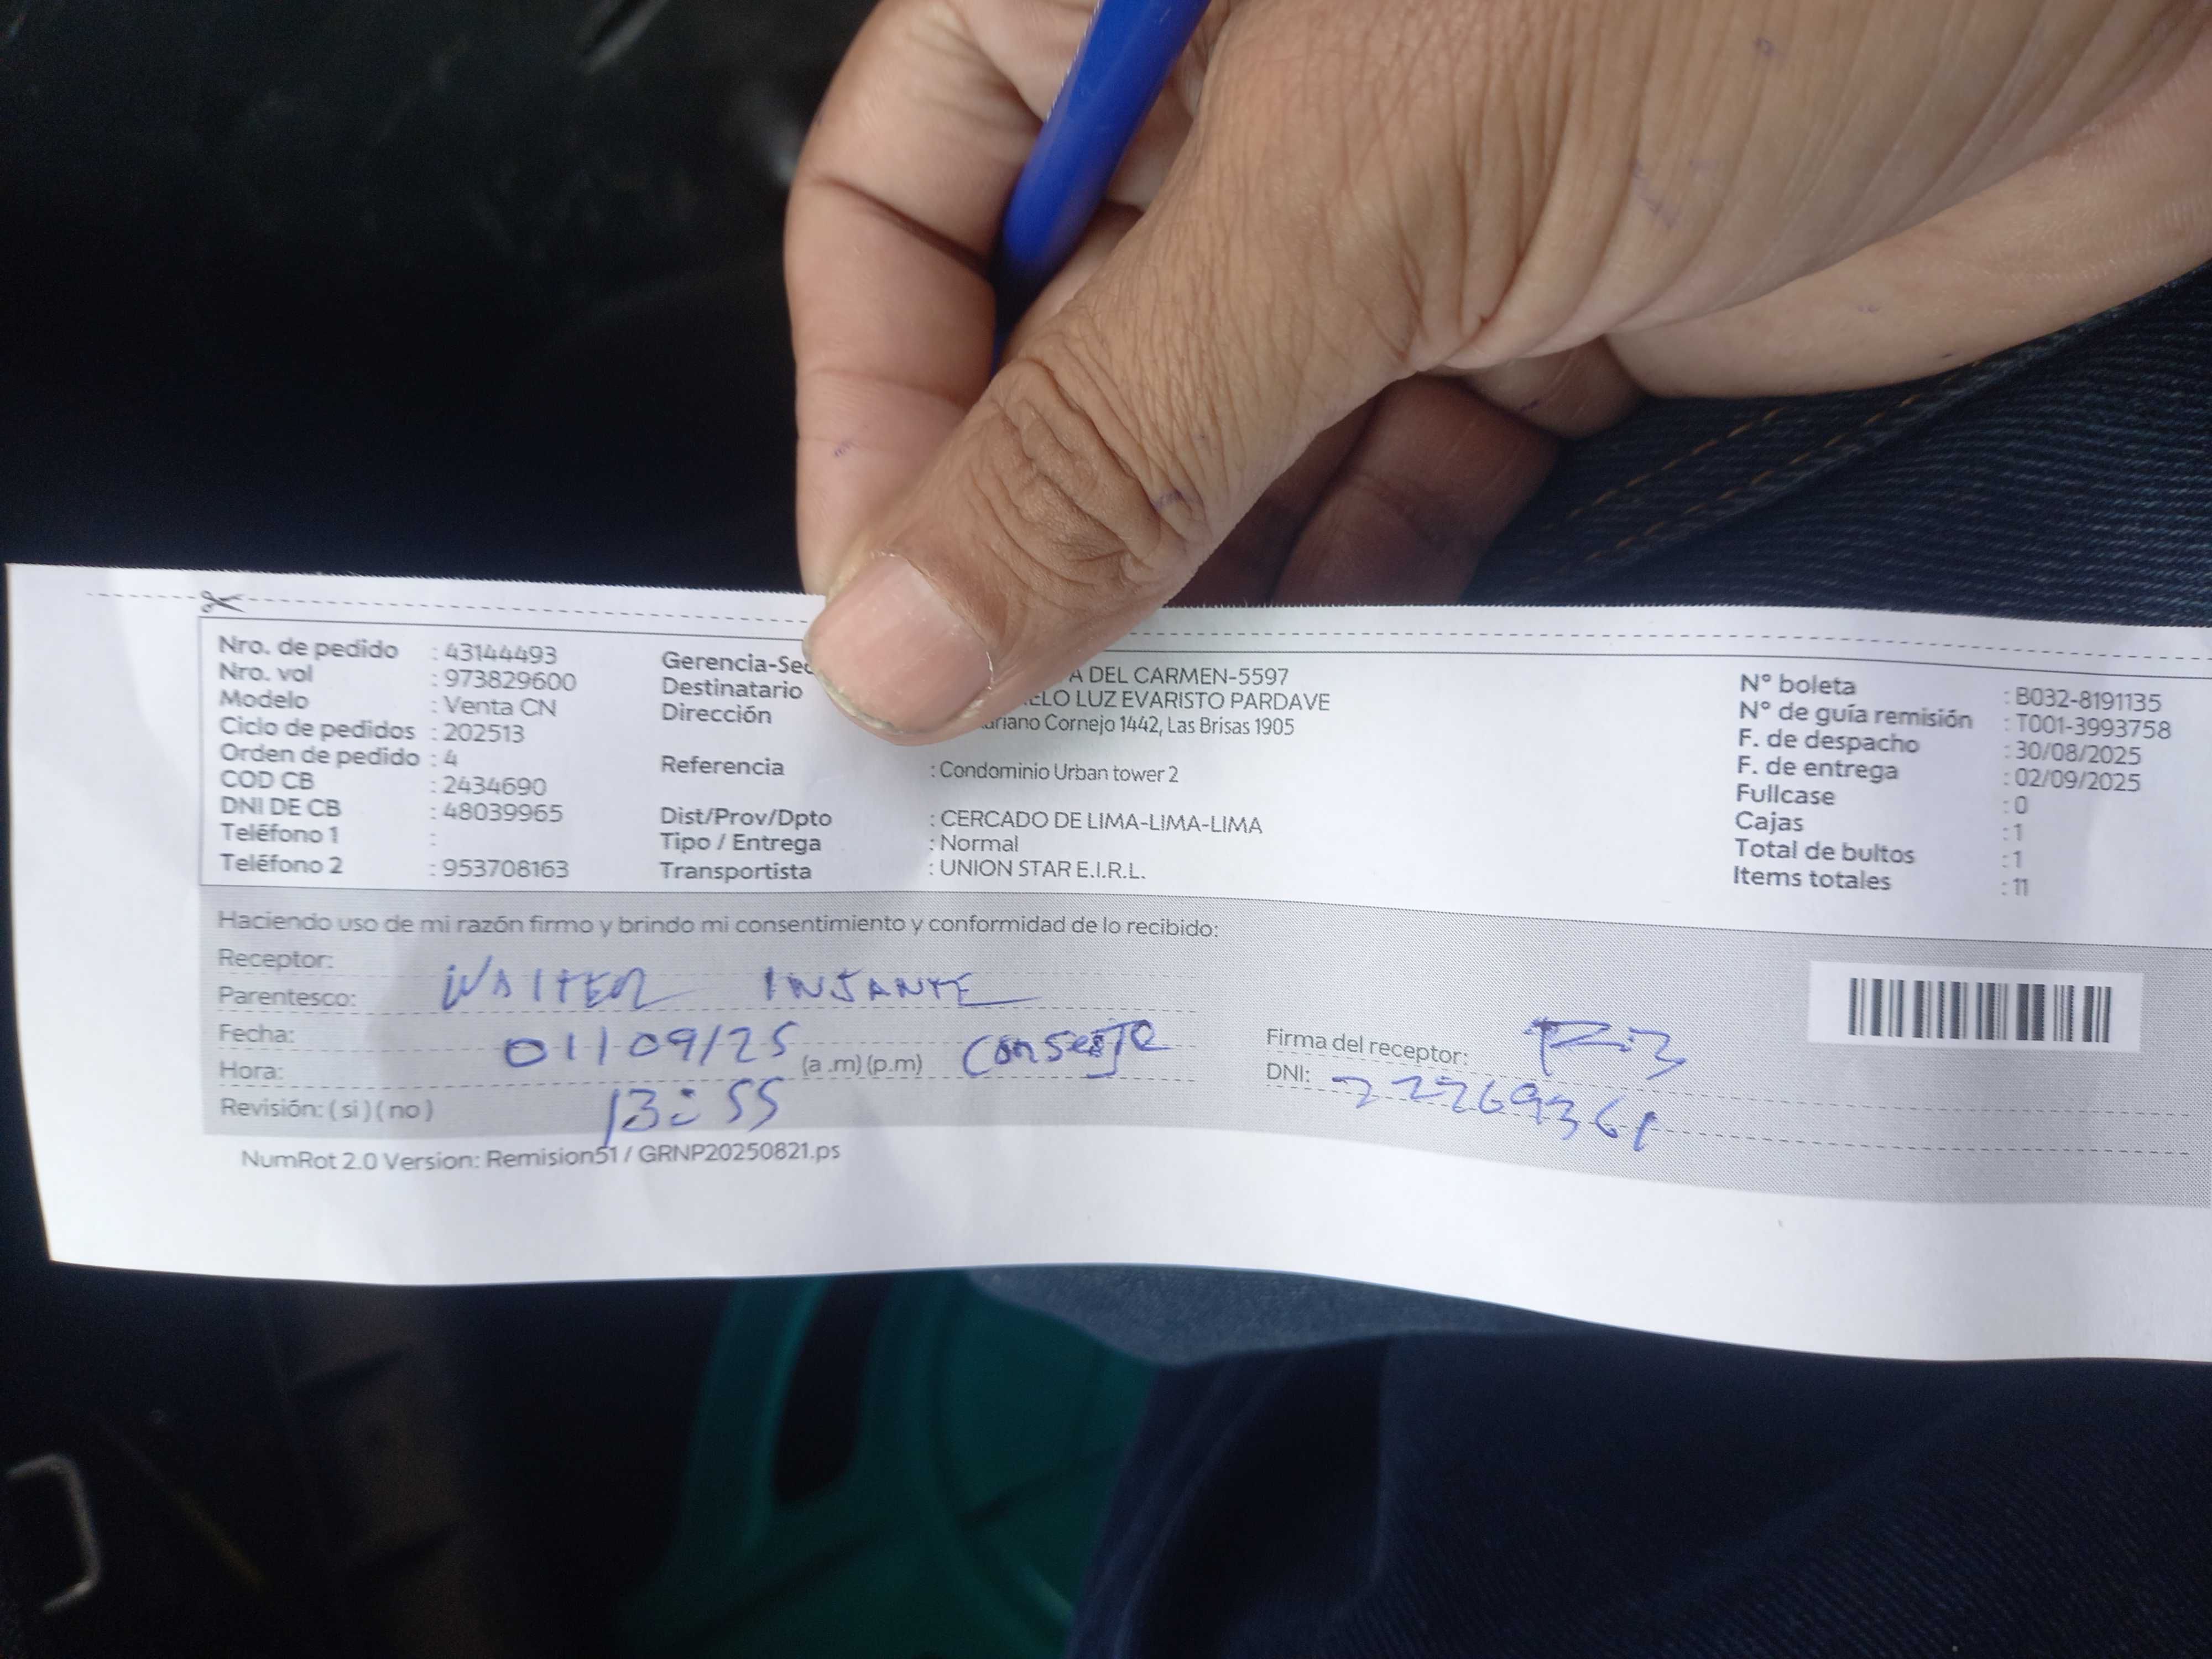 Nro. de pedido : 43144493
Nro. vol : 973829600
Modelo : Venta CN
Ciclo de pedidos : 202513
Orden de pedido : 4
COD CB : 2434690
DNI DE CB : 48039965
Teléfono 1 :
Teléfono 2 : 953708163
Gerencia-Sec A DEL CARMEN-5597
Destinatario ELO LUZ EVARISTO PARDAVE
Dirección riano Cornejo 1442, Las Brisas 1905
Referencia : Condominio Urban tower 2
Dist/Prov/Dpto : CERCADO DE LIMA-LIMA-LIMA
Tipo / Entrega : Normal
Transportista : UNION STAR E.I.R.L.
N° boleta : B032-8191135
N° de guía remisión : T001-3993758
F. de despacho : 30/08/2025
F. de entrega : 02/09/2025
Fullcase : 0
Cajas : 1
Total de bultos : 1
Items totales : 11
Haciendo uso de mi razón firmo y brindo mi consentimiento y conformidad de lo recibido:
Receptor:
Parentesco: WALTER INJANTE
Fecha: 01/09/25 (a .m) (p.m) Conserje
Hora: 13:55
Revisión: ( si ) ( no )
Firma del receptor:
DNI: 22269361
NumRot 2.0 Version: Remision51 / GRNP20250821.ps